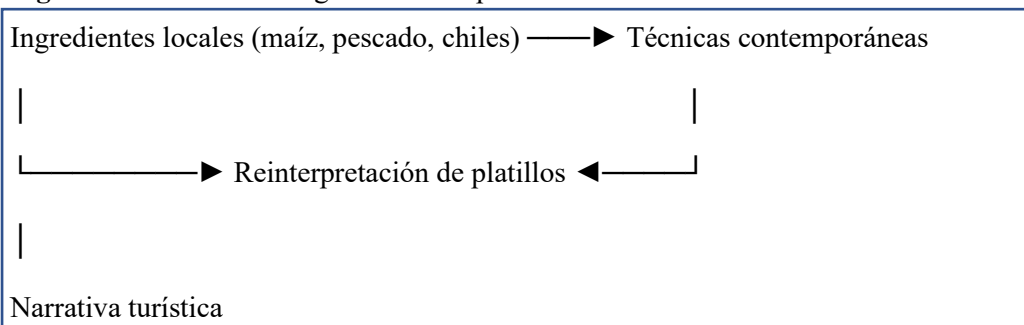 Ingredientes locales (maíz, pescado, chiles) ───► Técnicas contemporáneas
│ │
└────────► Reinterpretación de platillos ◄────┘
│
Narrativa turística